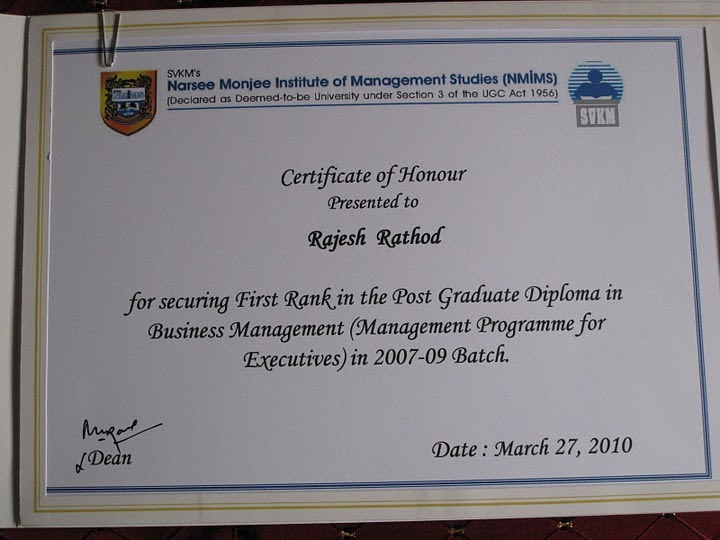 SVKM's
Narsee Monjee Institute of Management Studies (NMIMS)
(Declared as Deemed-to-be University under Section 3 of the UGC Act 1956)
SVKM
Certificate of Honour
Presented to
Rajesh Rathod
for securing First Rank in the Post Graduate Diploma in
Business Management (Management Programme for
Executives) in 2007-09 Batch.
Dean
Date : March 27, 2010